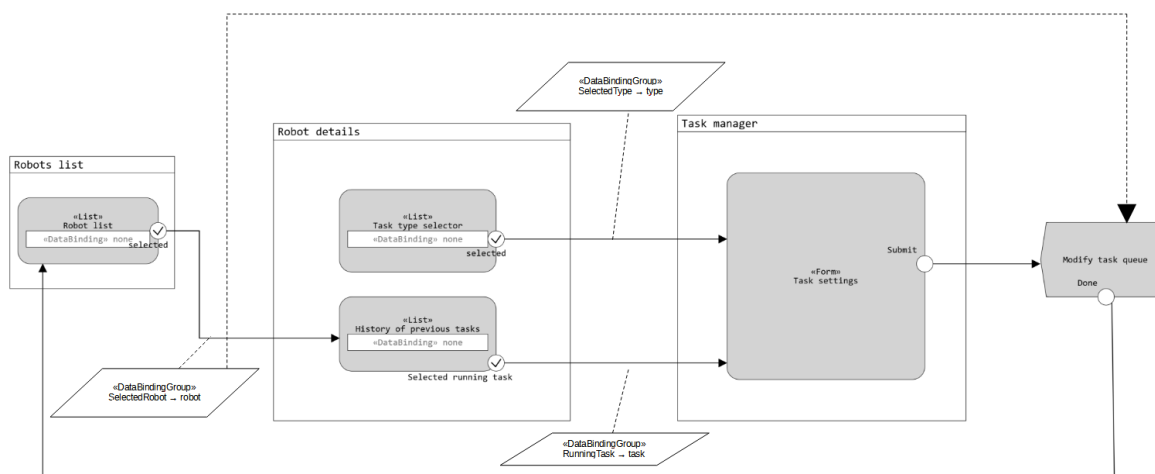 «DataBindingGroup»
SelectedType → type
Robots list
«List»
Robot list
«DataBinding» none
selected
Robot details
«List»
Task type selector
«DataBinding» none
selected
«List»
History of previous tasks
«DataBinding» none
Selected running task
Task manager
«Form»
Task settings
Submit
Modify task queue
Done
«DataBindingGroup»
SelectedRobot → robot
«DataBindingGroup»
RunningTask → task